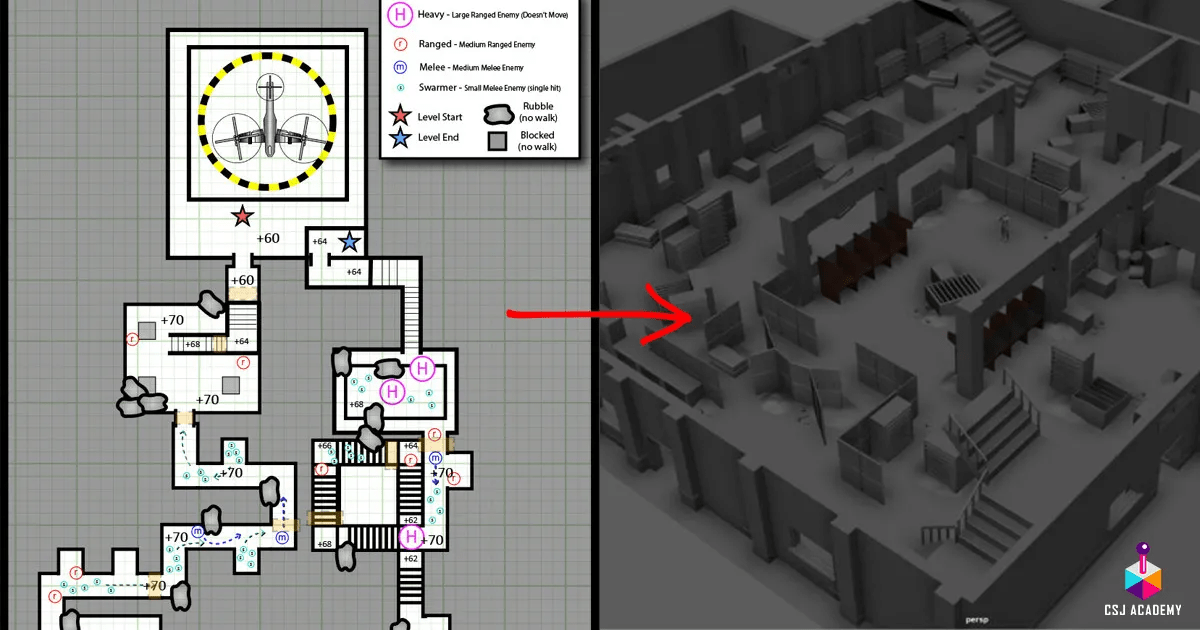 H Heavy - Large Ranged Enemy (Doesn't Move)
r Ranged - Medium Ranged Enemy
m Melee - Medium Melee Enemy
s Swarmer - Small Melee Enemy (single hit)
Level Start
Level End
Rubble
(no walk)
Blocked
(no walk)
+60
+64
+64
+60
+70
r
+68
+64
r
+70
H
H
+68
r
+66
+64
r
r
m
+70
r
+70
+62
H
+70
+68
m
+70
m
+62
r
+70
r
persp
CSJ ACADEMY